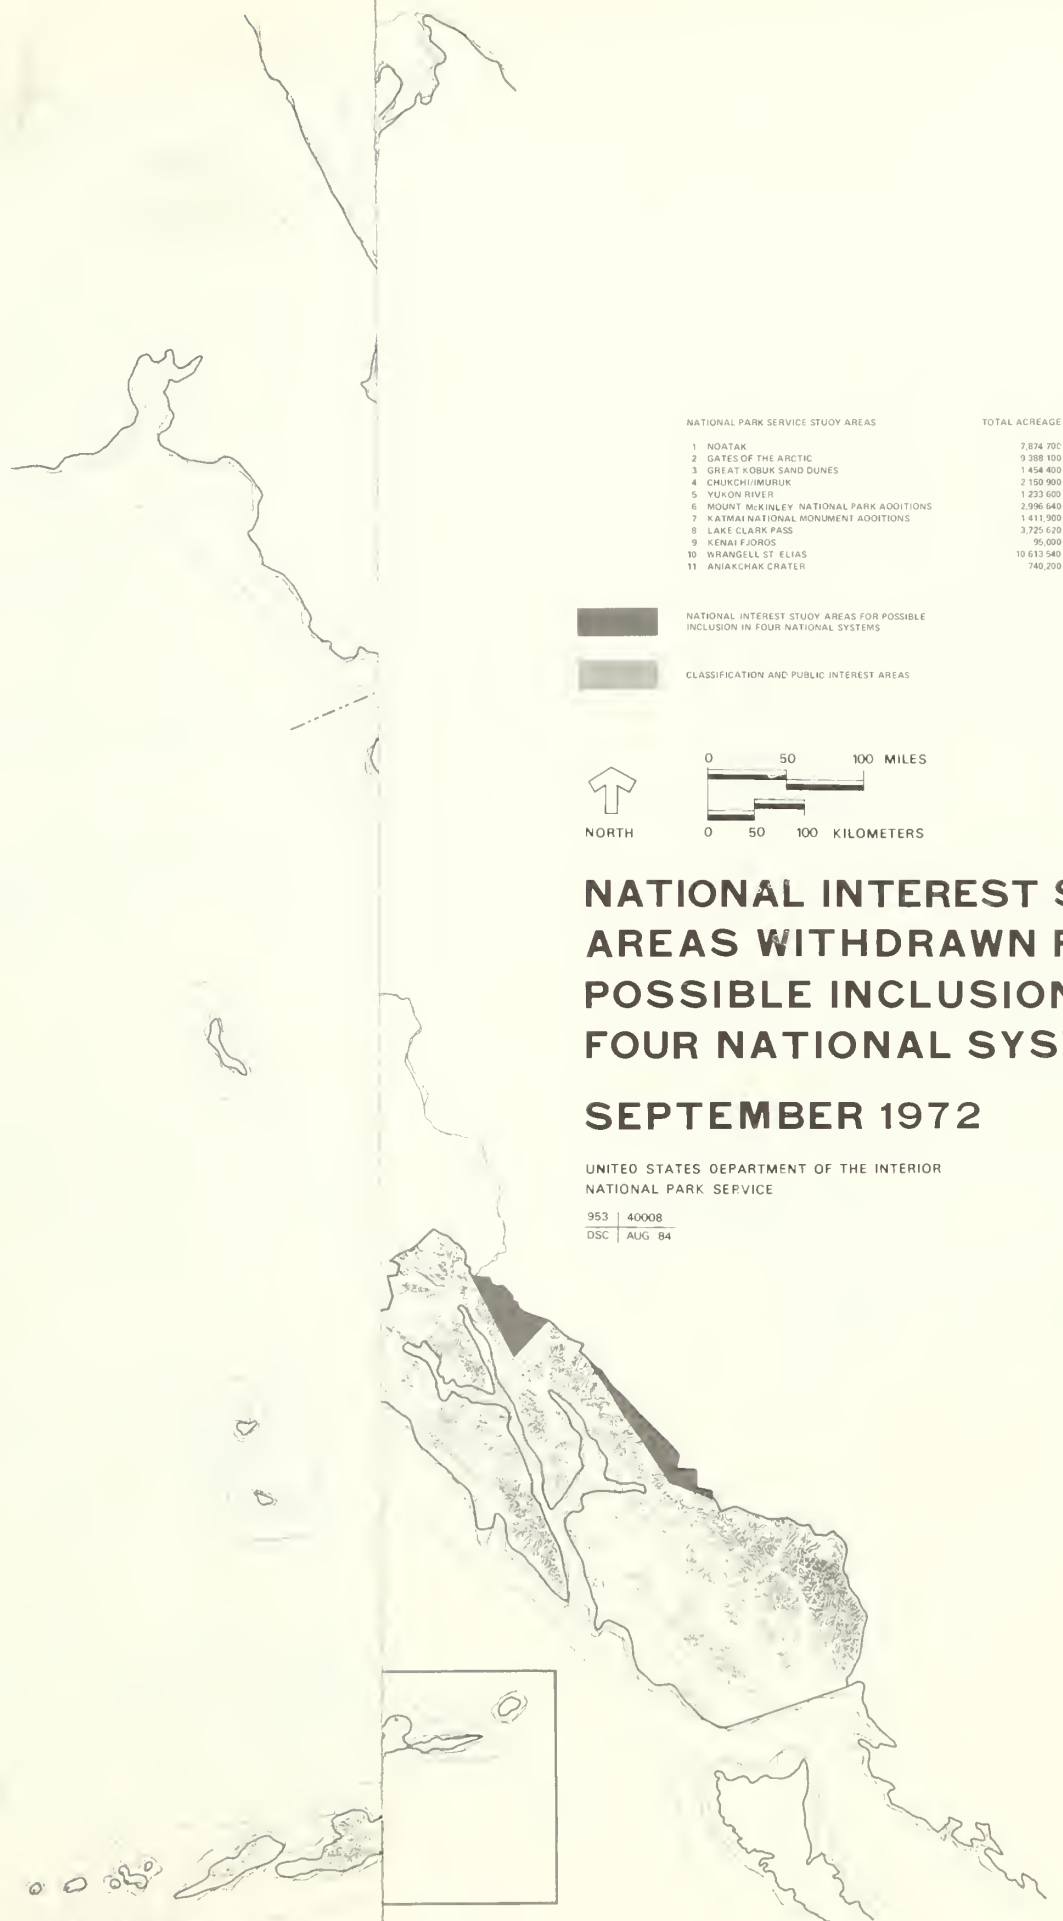 NATIONAL PARK SERVICE STUDY AREAS TOTAL ACREAGE
1 NOATAK 7,874 700
2 GATES OF THE ARCTIC 9 388 100
3 GREAT KOBUK SAND DUNES 1 454 400
4 CHUKCHI/IMURUK 2 150 900
5 YUKON RIVER 1 233 600
6 MOUNT McKINLEY NATIONAL PARK ADDITIONS 2,996 640
7 KATMAI NATIONAL MONUMENT ADDITIONS 1 411,900
8 LAKE CLARK PASS 3,725 620
9 KENAI FJORDS 95,000
10 WRANGELL ST ELIAS 10 613 540
11 ANIAKCHAK CRATER 740,200
NATIONAL INTEREST STUDY AREAS FOR POSSIBLE
INCLUSION IN FOUR NATIONAL SYSTEMS
CLASSIFICATION AND PUBLIC INTEREST AREAS
0 50 100 MILES
NORTH 0 50 100 KILOMETERS
NATIONAL INTEREST S
AREAS WITHDRAWN F
POSSIBLE INCLUSION
FOUR NATIONAL SYS
SEPTEMBER 1972
UNITED STATES DEPARTMENT OF THE INTERIOR
NATIONAL PARK SERVICE
953 | 40008
DSC | AUG 84